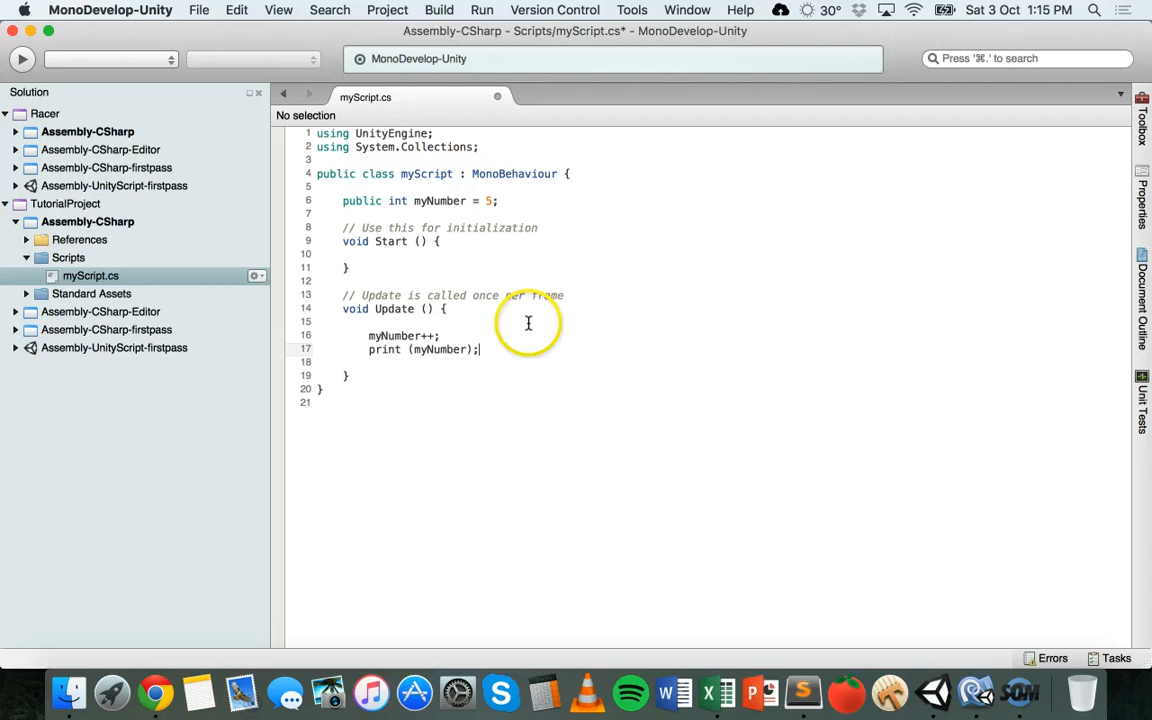 MonoDevelop-Unity File Edit View Search Project Build Run Version Control Tools Window Help 30° Sat 3 Oct 1:15 PM
Assembly-CSharp - Scripts/myScript.cs* - MonoDevelop-Unity
MonoDevelop-Unity
Press '⌘.' to search
Solution
Racer
Assembly-CSharp
Assembly-CSharp-Editor
Assembly-CSharp-firstpass
Assembly-UnityScript-firstpass
TutorialProject
Assembly-CSharp
References
Scripts
myScript.cs
Standard Assets
Assembly-CSharp-Editor
Assembly-CSharp-firstpass
Assembly-UnityScript-firstpass
myScript.cs
No selection
1 using UnityEngine;
2 using System.Collections;
3
4 public class myScript : MonoBehaviour {
5
6 public int myNumber = 5;
7
8 // Use this for initialization
9 void Start () {
10
11 }
12
13 // Update is called once per frame
14 void Update () {
15
16 myNumber++;
17 print (myNumber);
18
19 }
20 }
21
Toolbox
Properties
Document Outline
Unit Tests
Errors Tasks
SOM